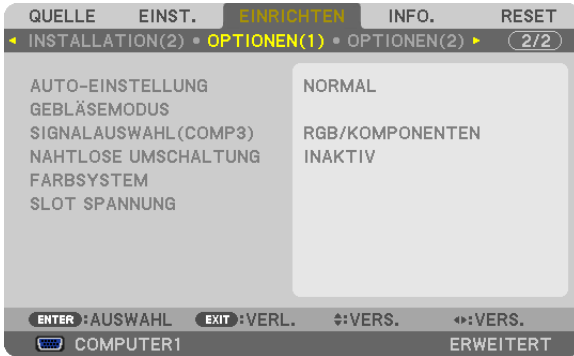 QUELLE EINST. EINRICHTEN INFO. RESET
INSTALLATION(2) • OPTIONEN(1) • OPTIONEN(2) 2/2
AUTO-EINSTELLUNG NORMAL
GEBLÄSEMODUS
SIGNALAUSWAHL(COMP3) RGB/KOMPONENTEN
NAHTLOSE UMSCHALTUNG INAKTIV
FARBSYSTEM
SLOT SPANNUNG
ENTER :AUSWAHL EXIT :VERL. :VERS. :VERS.
COMPUTER1 ERWEITERT